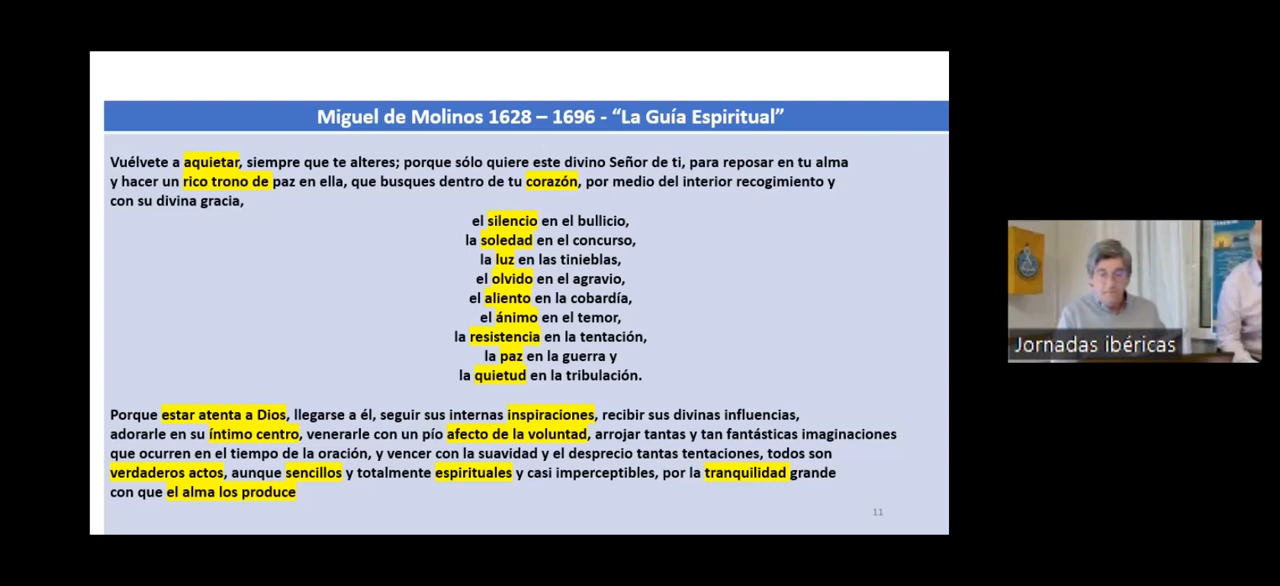 Miguel de Molinos 1628 – 1696 - “La Guía Espiritual”
Vuélvete a aquietar, siempre que te alteres; porque sólo quiere este divino Señor de ti, para reposar en tu alma
y hacer un rico trono de paz en ella, que busques dentro de tu corazón, por medio del interior recogimiento y
con su divina gracia,
el silencio en el bullicio,
la soledad en el concurso,
la luz en las tinieblas,
el olvido en el agravio,
el aliento en la cobardía,
el ánimo en el temor,
la resistencia en la tentación,
la paz en la guerra y
la quietud en la tribulación.
Porque estar atenta a Dios, llegarse a él, seguir sus internas inspiraciones, recibir sus divinas influencias,
adorarle en su íntimo centro, venerarle con un pío afecto de la voluntad, arrojar tantas y tan fantásticas imaginaciones
que ocurren en el tiempo de la oración, y vencer con la suavidad y el desprecio tantas tentaciones, todos son
verdaderos actos, aunque sencillos y totalmente espirituales y casi imperceptibles, por la tranquilidad grande
con que el alma los produce
11
Jornadas ibéricas